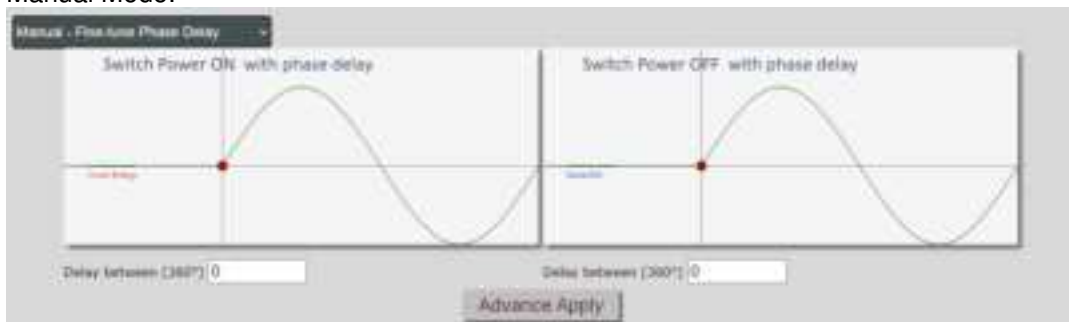 Manual Mode:
Manual - Fine-tune Phase Delay
Switch Power ON with phase delay
Switch Power OFF with phase delay
Delay between (360°) 0
Delay between (360°) 0
Advance Apply